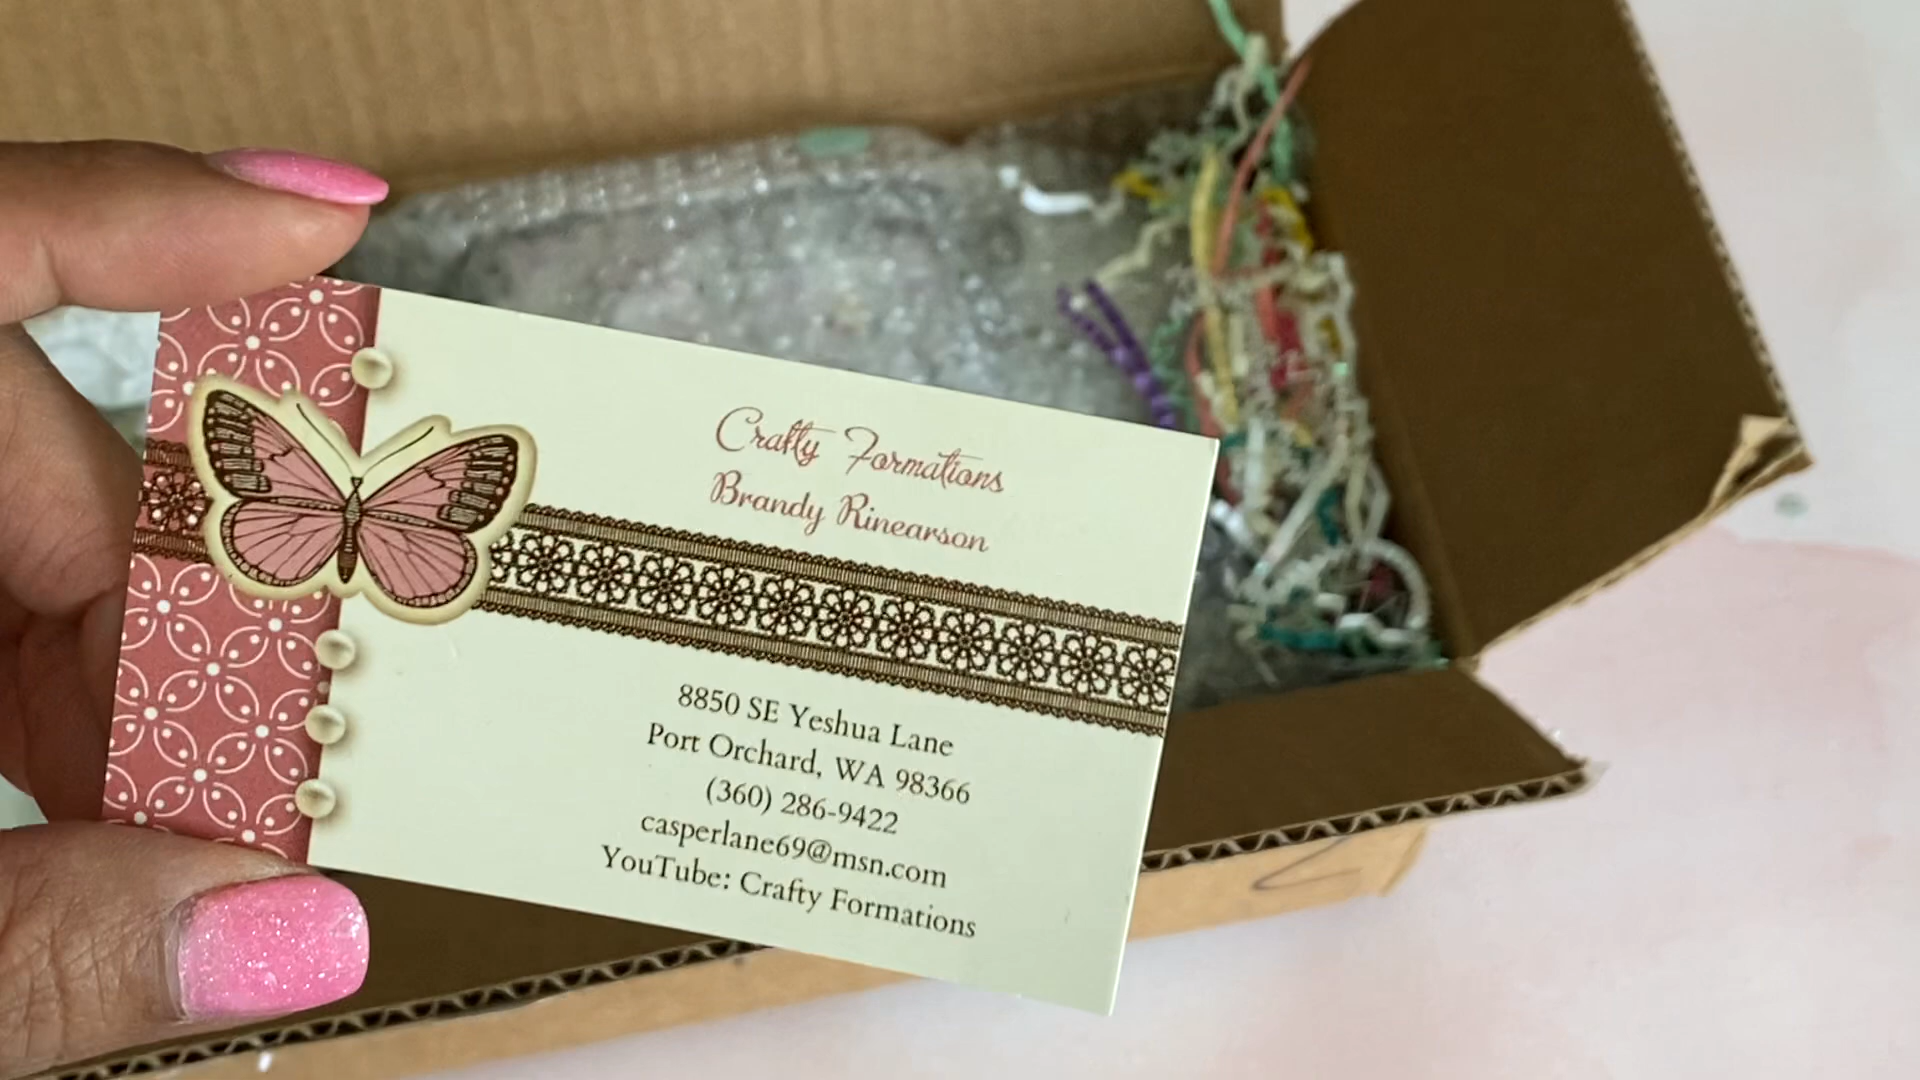 Crafty Formations
Brandy Rinearson
8850 SE Yeshua Lane
Port Orchard, WA 98366
(360) 286-9422
casperlane69@msn.com
YouTube: Crafty Formations